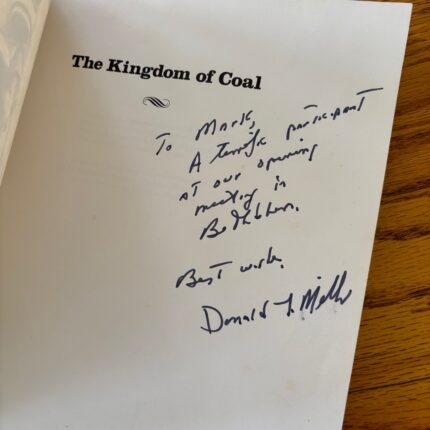 The Kingdom of Coal
To Mark,
A terrific participant
at our opening
meeting in
Bethlehem.
Best wishes,
Donald L. Miller